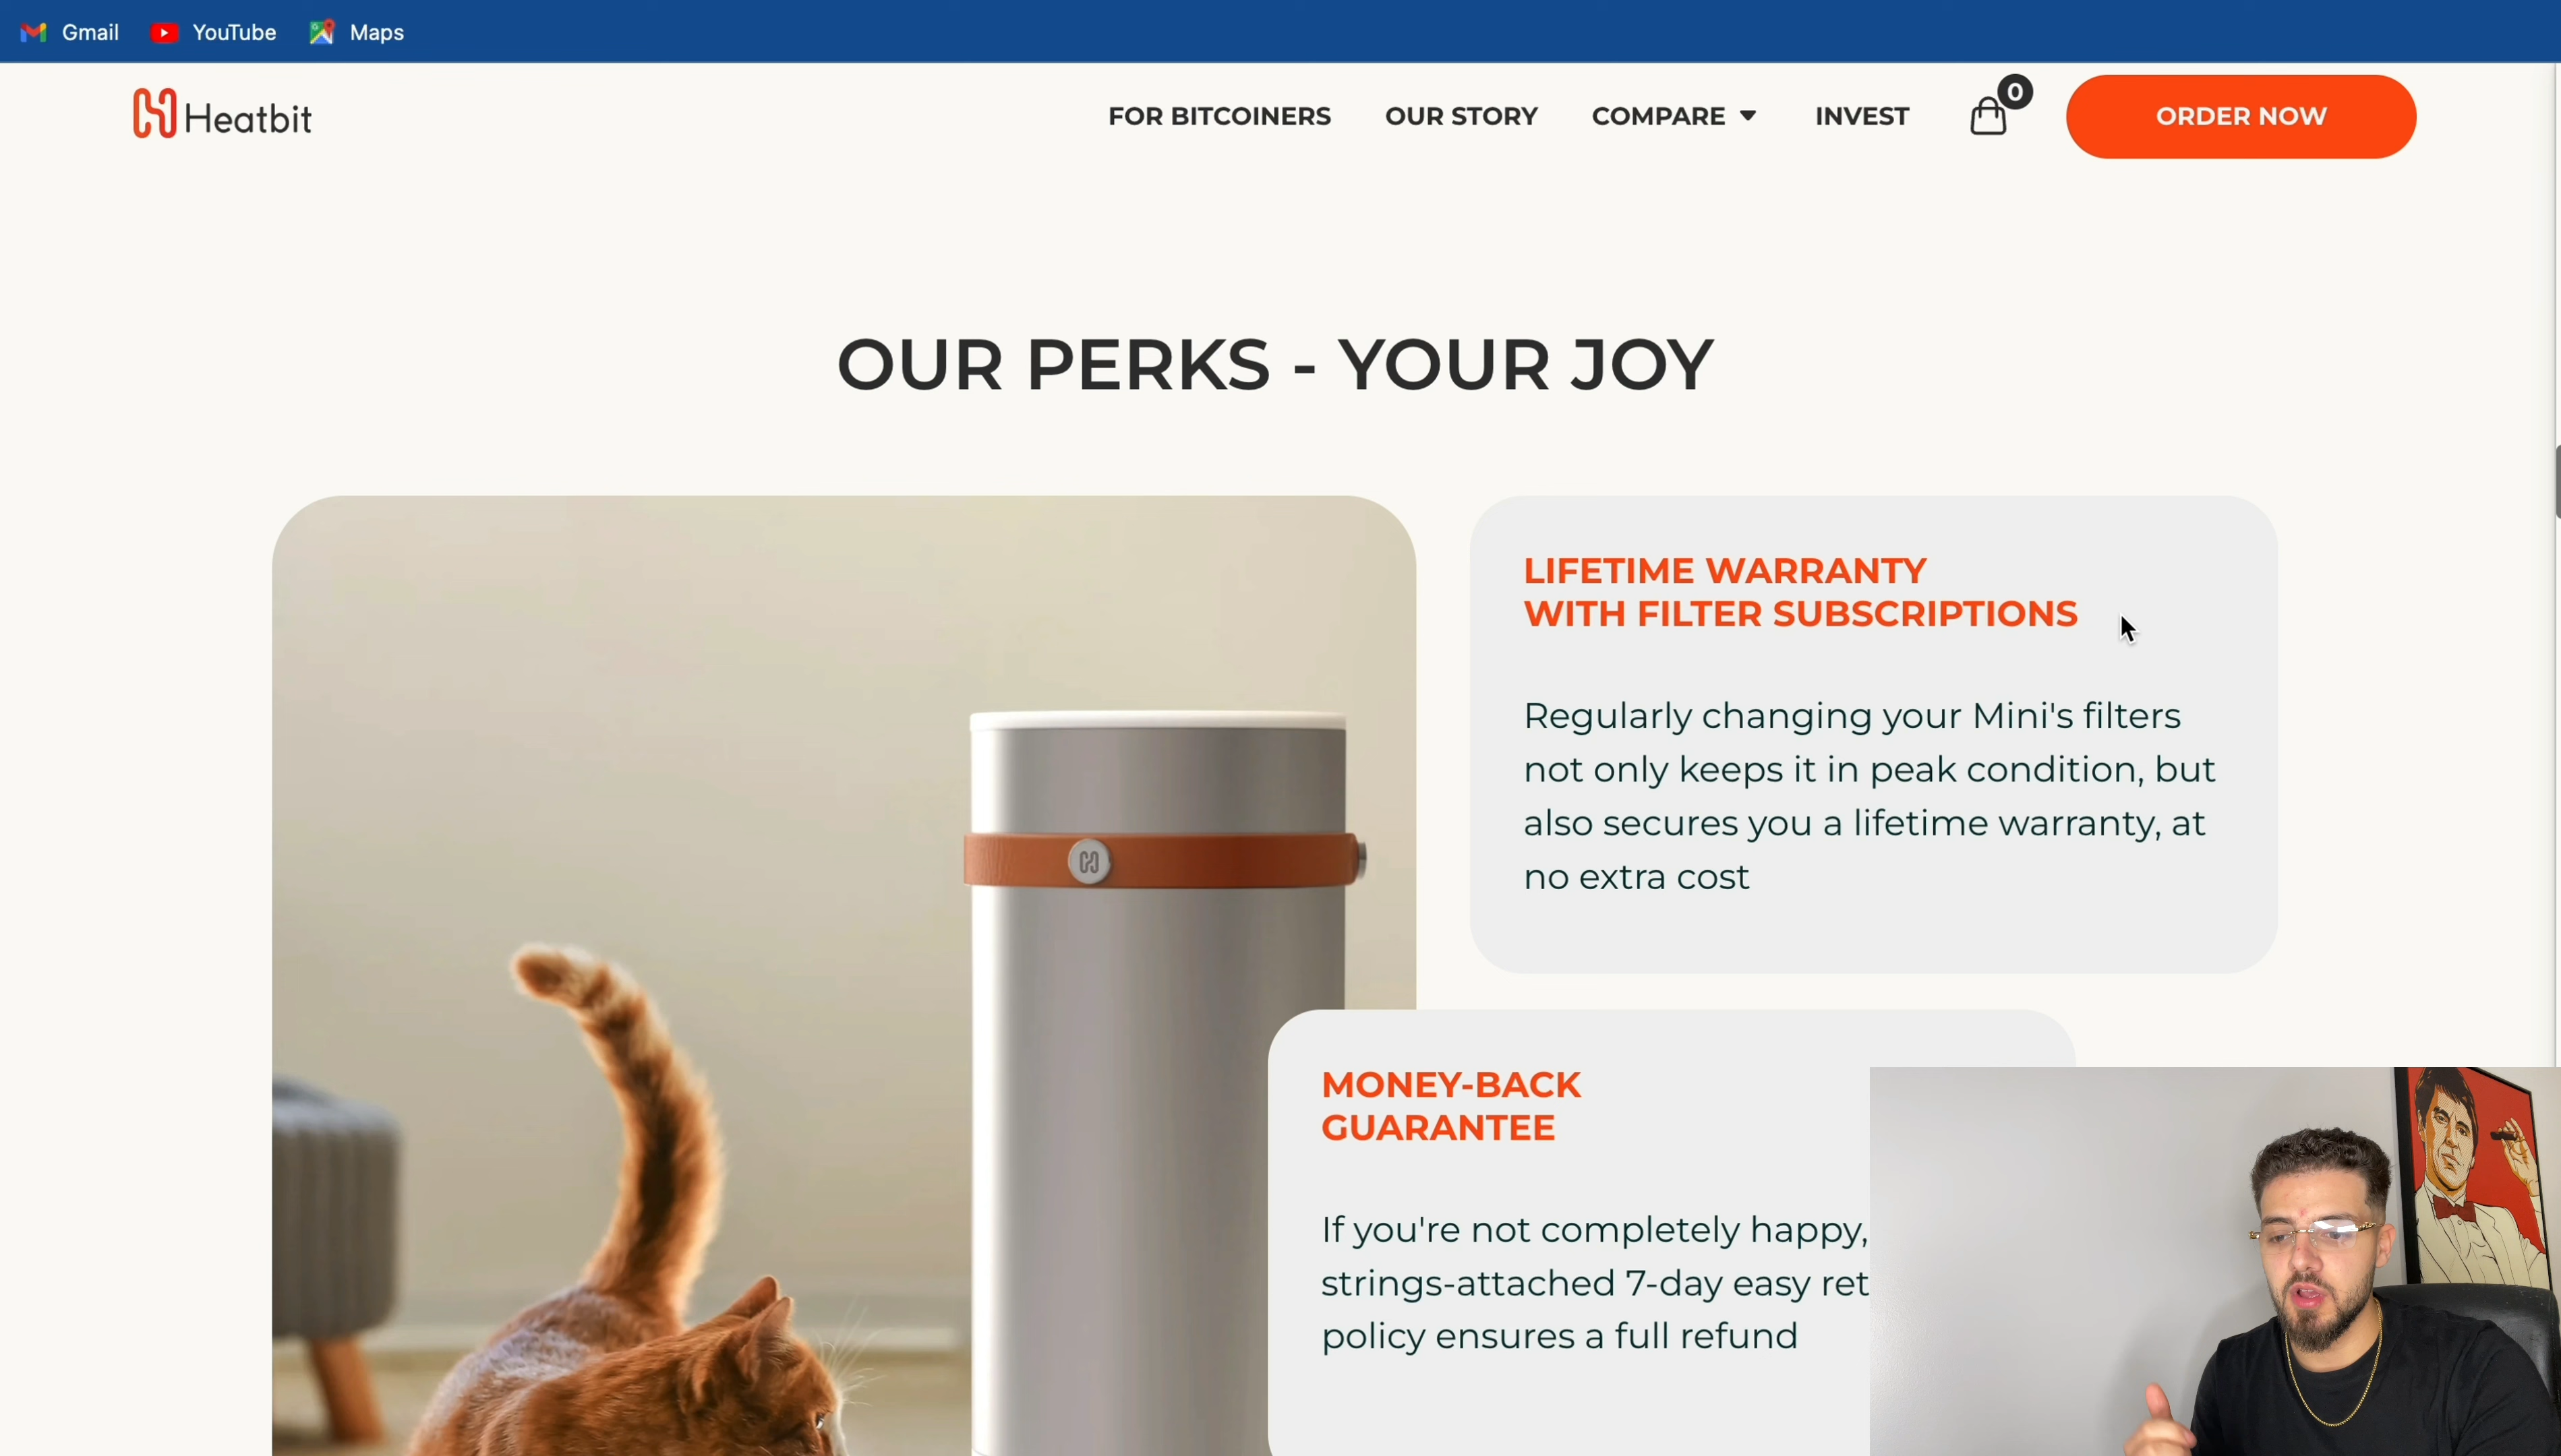 Gmail YouTube Maps
Heatbit FOR BITCOINERS OUR STORY COMPARE INVEST 0 ORDER NOW
OUR PERKS - YOUR JOY
LIFETIME WARRANTY
WITH FILTER SUBSCRIPTIONS
Regularly changing your Mini's filters
not only keeps it in peak condition, but
also secures you a lifetime warranty, at
no extra cost
MONEY-BACK
GUARANTEE
If you're not completely happy,
strings-attached 7-day easy ret
policy ensures a full refund